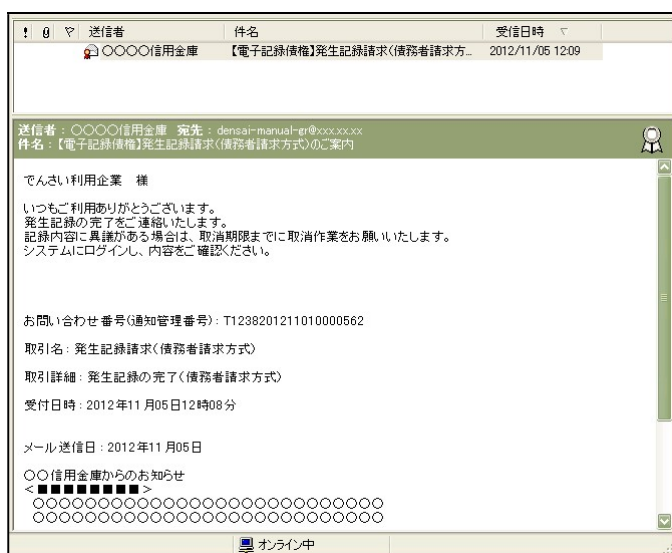 ! 送信者 件名 受信日時
〇〇〇〇信用金庫 【電子記録債権】発生記録請求(債務者請求方... 2012/11/05 12:09
送信者:〇〇〇〇信用金庫 宛先:densai-manual-gr@xxx.xx.xx
件名:【電子記録債権】発生記録請求(債務者請求方式)のご案内
でんさい利用企業 様
いつもご利用ありがとうございます。
発生記録の完了をご連絡いたします。
記録内容に異議がある場合は、取消期限までに取消作業をお願いいたします。
システムにログインし、内容をご確認ください。
お問い合わせ番号(通知管理番号):T1238201211010000562
取引名:発生記録請求(債務者請求方式)
取引詳細:発生記録の完了(債務者請求方式)
受付日時:2012年11月05日12時08分
メール送信日:2012年11月05日
〇〇信用金庫からのお知らせ
<■■■■■■■■>
〇〇〇〇〇〇〇〇〇〇〇〇〇〇〇〇〇〇〇〇〇〇〇〇〇〇〇
〇〇〇〇〇〇〇〇〇〇〇〇〇〇〇〇〇〇〇〇〇〇〇〇〇〇〇
オンライン中